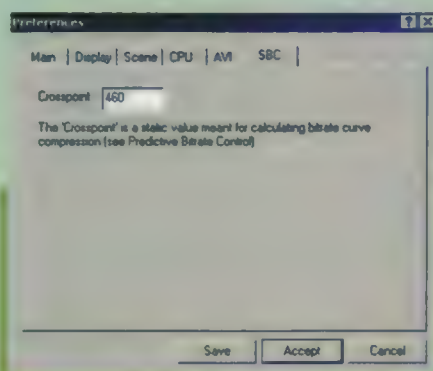 Preferences
Main Display Scene CPU AVI SBC
Crosspoint 460
The 'Crosspoint' is a static value meant for calculating bitrate curve
compression (see Predictive Bitrate Control)
Save Accept Cancel